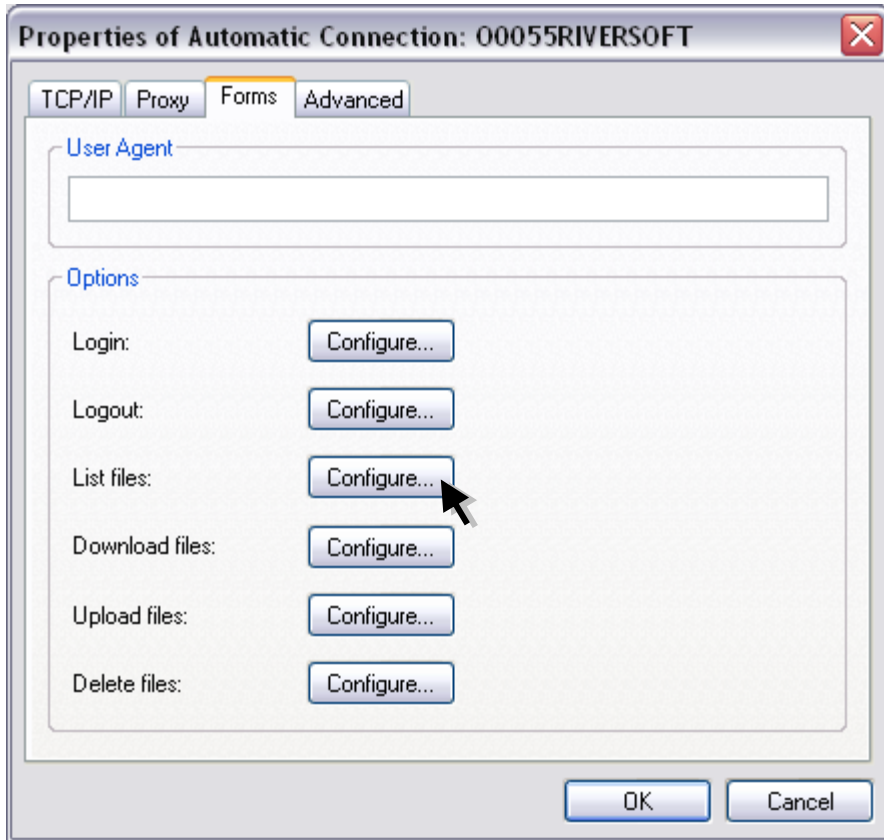 Properties of Automatic Connection: O0055RIVERSOFT
TCP/IP Proxy Forms Advanced
User Agent
Options
Login: Configure...
Logout: Configure...
List files: Configure...
Download files: Configure...
Upload files: Configure...
Delete files: Configure...
OK Cancel